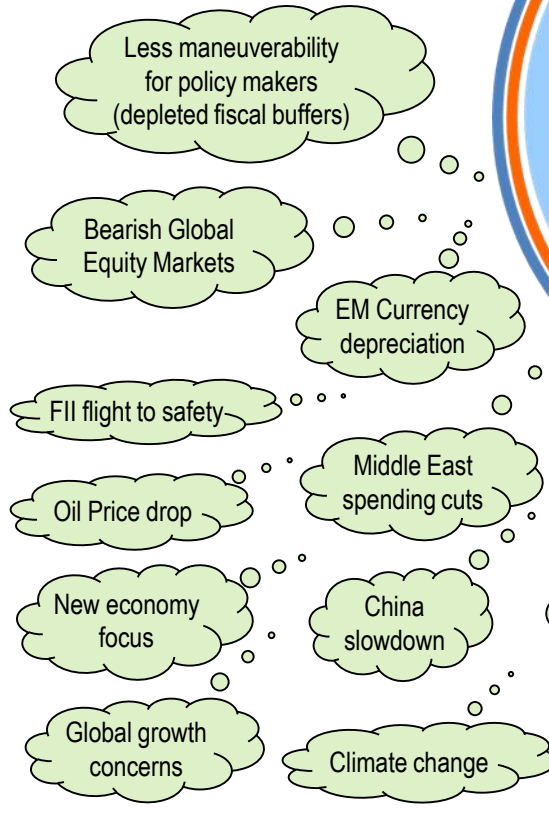 Less maneuverability
for policy makers
(depleted fiscal buffers)
Bearish Global
Equity Markets
EM Currency
depreciation
FII flight to safety
Middle East
spending cuts
Oil Price drop
New economy
focus
China
slowdown
Global growth
concerns
Climate change